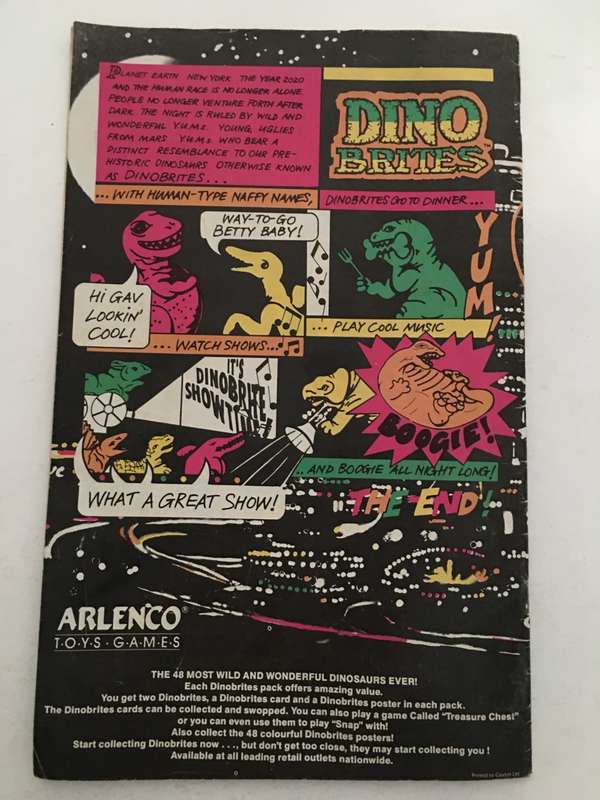 PLANET EARTH NEW YORK THE YEAR 2020
AND THE HUMAN RACE IS NO LONGER ALONE.
PEOPLE NO LONGER VENTURE FORTH AFTER
DARK. THE NIGHT IS RULED BY WILD AND
WONDERFUL Y.U.M.s. YOUNG, UGLIES
FROM MARS. Y.U.M.s WHO BEAR A
DISTINCT RESEMBLANCE TO OUR PRE-
HISTORIC DINOSAURS OTHERWISE KNOWN
AS DINOBRITES...
DINO
BRITES™
... WITH HUMAN-TYPE NAFFY NAMES,
DINOBRITES GO TO DINNER ...
WAY-TO-GO
BETTY BABY!
YUM!
Hi GAV
LOOKIN'
COOL!
... WATCH SHOWS...
... PLAY COOL MUSIC
IT'S
DINOBRITE
SHOWTIME
BOOGIE!
... AND BOOGIE ALL NIGHT LONG!
WHAT A GREAT SHOW!
THE END!
ARLENCO®
T·O·Y·S·G·A·M·E·S
THE 48 MOST WILD AND WONDERFUL DINOSAURS EVER!
Each Dinobrites pack offers amazing value.
You get two Dinobrites, a Dinobrites card and a Dinobrites poster in each pack.
The Dinobrites cards can be collected and swopped. You can also play a game Called "Treasure Chest"
or you can even use them to play "Snap" with!
Also collect the 48 colourful Dinobrites posters!
Start collecting Dinobrites now . . ., but don't get too close, they may start collecting you !
Available at all leading retail outlets nationwide.